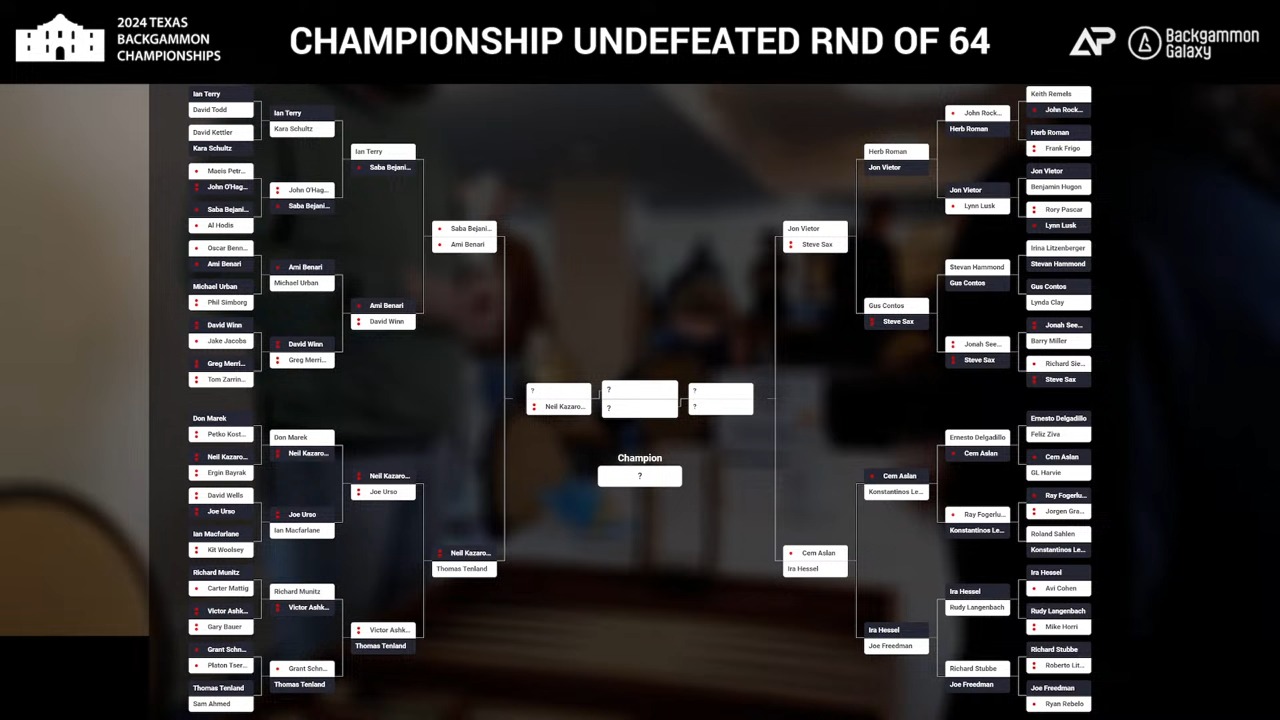 2024 TEXAS
BACKGAMMON
CHAMPIONSHIPS
CHAMPIONSHIP UNDEFEATED RND OF 64
AP
Backgammon
Galaxy
Ian Terry
David Todd
David Kettler
Kara Schultz
Maeis Petr...
John O'Hag...
Saba Bejani...
Al Hodis
Oscar Benn...
Ami Benari
Michael Urban
Phil Simborg
David Winn
Jake Jacobs
Greg Merri...
Tom Zarrin...
Don Marek
Petko Kost...
Neil Kazaro...
Ergin Bayrak
David Wells
Joe Urso
Ian Macfarlane
Kit Woolsey
Richard Munitz
Carter Mattig
Victor Ashk...
Gary Bauer
Grant Schn...
Platon Tser...
Thomas Tenland
Sam Ahmed
Ian Terry
Kara Schultz
John O'Hag...
Saba Bejani...
Ami Benari
Michael Urban
David Winn
Greg Merri...
Don Marek
Neil Kazaro...
Joe Urso
Ian Macfarlane
Richard Munitz
Victor Ashk...
Grant Schn...
Thomas Tenland
Ian Terry
Saba Bejani...
Ami Benari
David Winn
Neil Kazaro...
Joe Urso
Victor Ashk...
Thomas Tenland
Saba Bejani...
Ami Benari
Neil Kazaro...
Thomas Tenland
?
Neil Kazaro...
?
?
?
?
Champion
?
Jon Vietor
Steve Sax
Cem Aslan
Ira Hessel
Herb Roman
Jon Vietor
Gus Contos
Steve Sax
Cem Aslan
Konstantinos Le...
Ira Hessel
Joe Freedman
John Rock...
Herb Roman
Jon Vietor
Lynn Lusk
Stevan Hammond
Gus Contos
Jonah See...
Steve Sax
Ernesto Delgadillo
Cem Aslan
Ray Fogerlu...
Konstantinos Le...
Ira Hessel
Rudy Langenbach
Richard Stubbe
Joe Freedman
Keith Remels
John Rock...
Herb Roman
Frank Frigo
Jon Vietor
Benjamin Hugon
Rory Pascar
Lynn Lusk
Irina Litzenberger
Stevan Hammond
Gus Contos
Lynda Clay
Jonah See...
Barry Miller
Richard Sie...
Steve Sax
Ernesto Delgadillo
Feliz Ziva
Cem Aslan
GL Harvie
Ray Fogerlu...
Jorgen Gra...
Roland Sahlen
Konstantinos Le...
Ira Hessel
Avi Cohen
Rudy Langenbach
Mike Horri
Richard Stubbe
Roberto Lit...
Joe Freedman
Ryan Rebelo